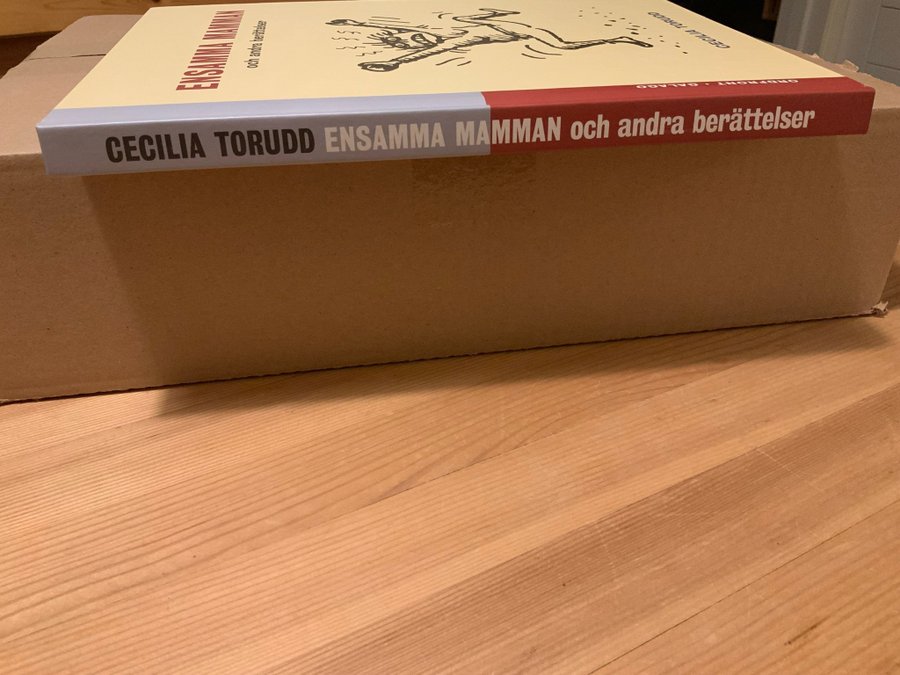 ENSAMMA MAMMAN
och andra berättelser
CECILIA TORUDD
ORDFRONT • GALAGO
CECILIA TORUDD ENSAMMA MAMMAN och andra berättelser